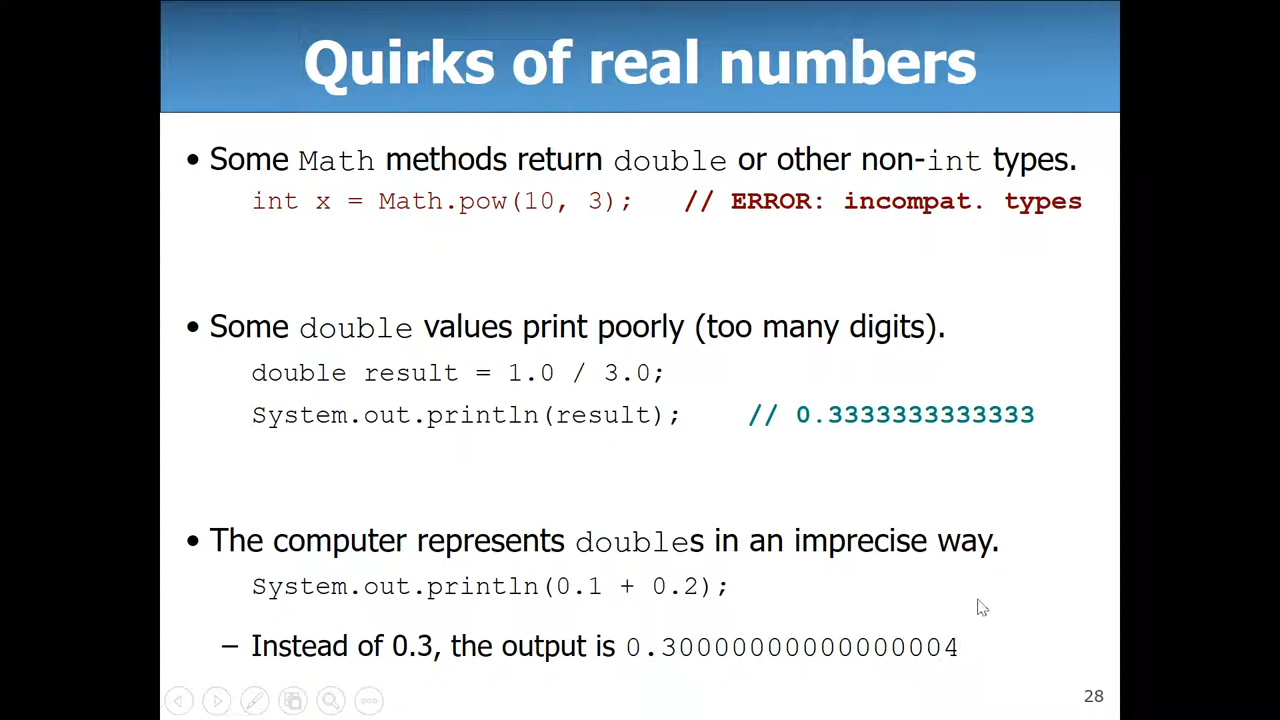 Quirks of real numbers
• Some Math methods return double or other non-int types.
int x = Math.pow(10, 3);   // ERROR: incompat. types
• Some double values print poorly (too many digits).
double result = 1.0 / 3.0;
System.out.println(result);    // 0.3333333333333
• The computer represents doubles in an imprecise way.
System.out.println(0.1 + 0.2);
– Instead of 0.3, the output is 0.30000000000000004
28